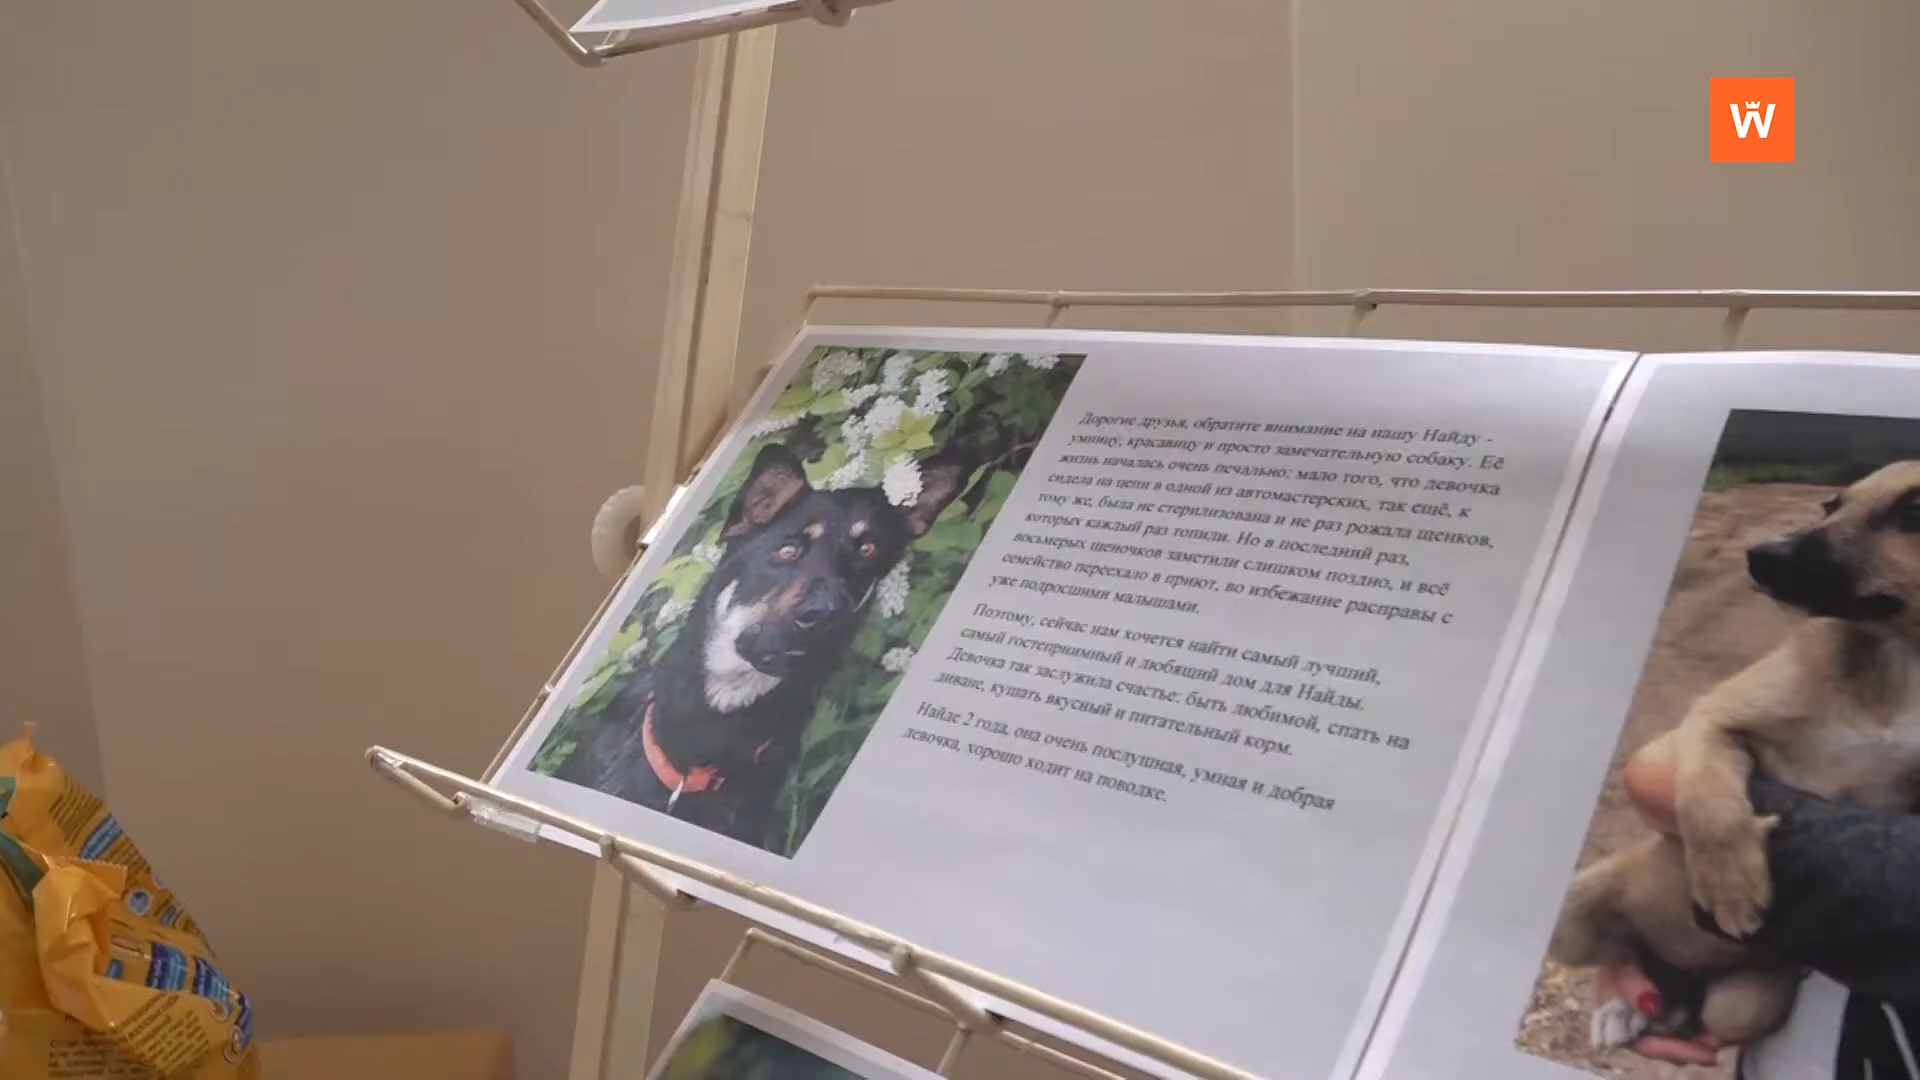 W
Дорогие друзья, обратите внимание на нашу Найду -
умницу, красавицу и просто замечательную собаку. Её
жизнь началась очень печально: мало того, что девочка
сидела на цепи в одной из автомастерских, так ещё, к
тому же, была не стерилизована и не раз рожала щенков,
которых каждый раз топили. Но в последний раз,
восьмерых щеночков заметили слишком поздно, и всё
семейство переехало в приют, во избежание расправы с
уже подросшими малышами.
Поэтому, сейчас нам хочется найти самый лучший,
самый гостеприимный и любящий дом для Найды.
Девочка так заслужила счастье: быть любимой, спать на
диване, кушать вкусный и питательный корм.
Найде 2 года, она очень послушная, умная и добрая
девочка, хорошо ходит на поводке.